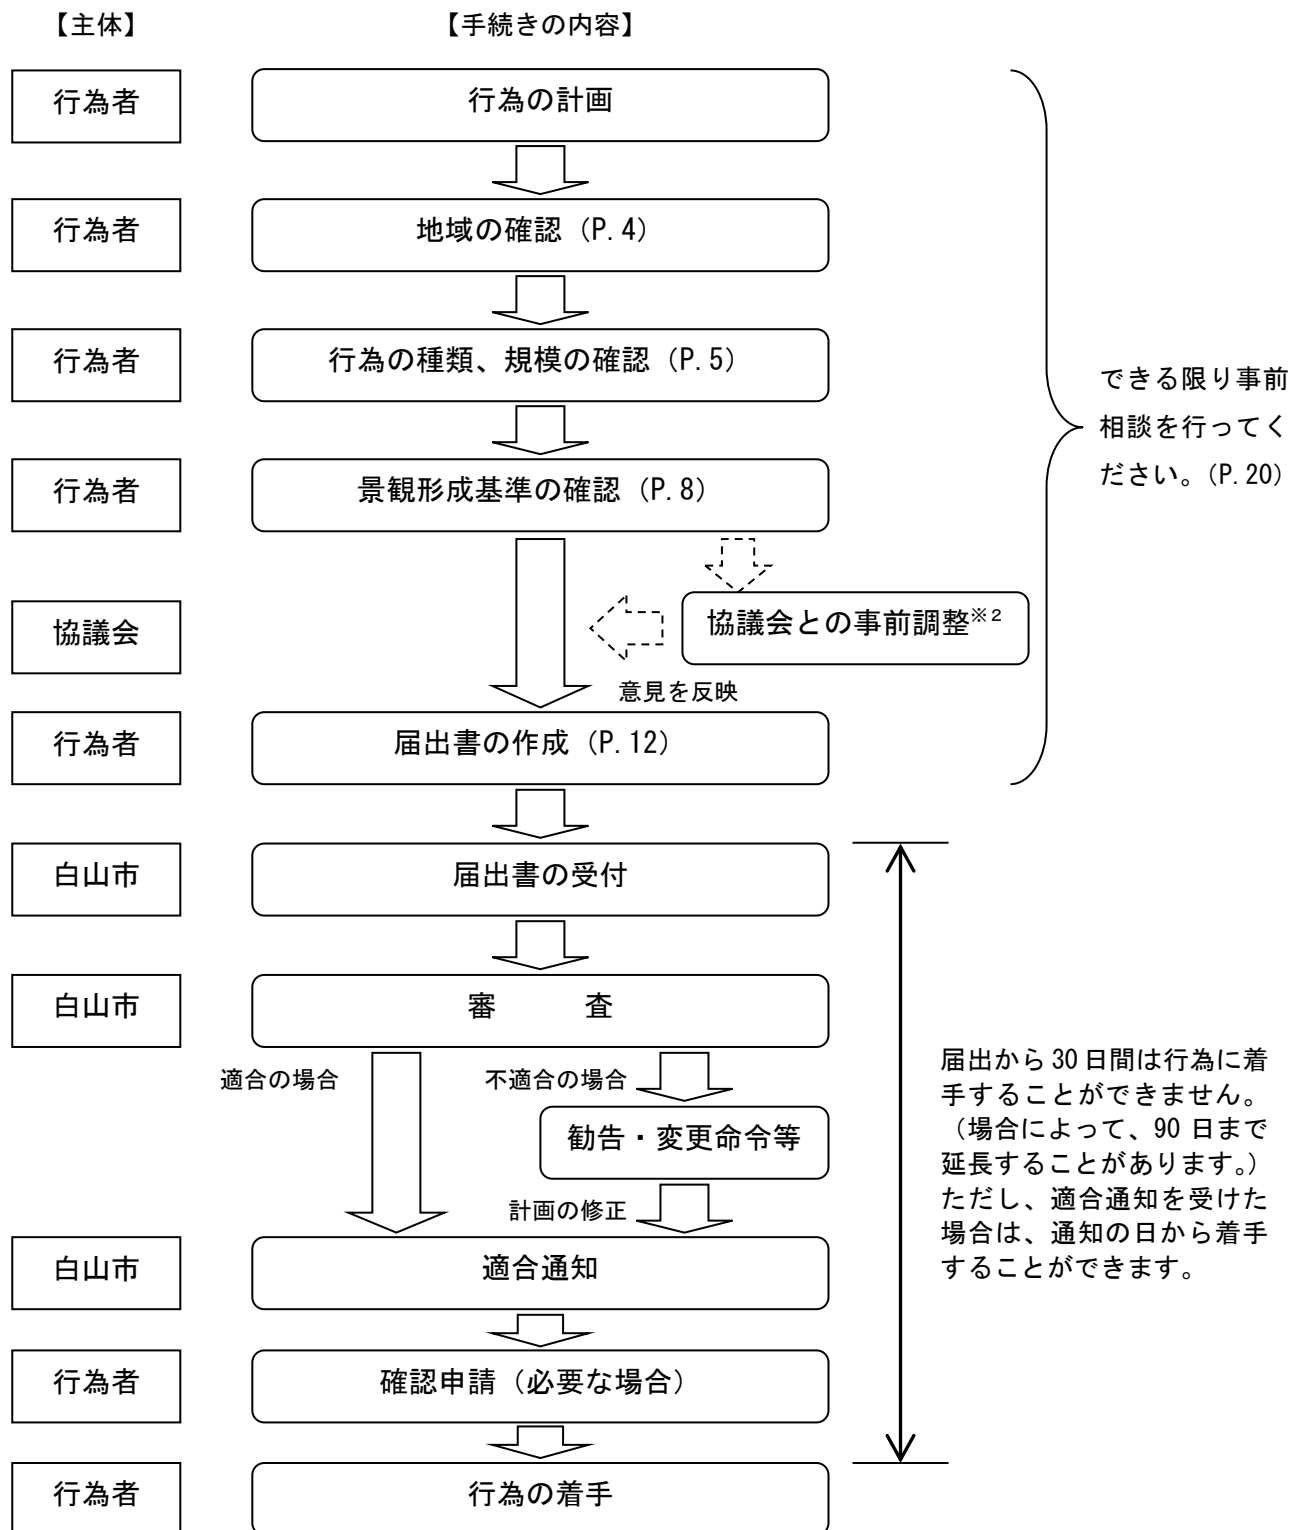 【主体】 【手続きの内容】
行為者 行為の計画
行為者 地域の確認（P.4）
行為者 行為の種類、規模の確認（P.5）
できる限り事前
相談を行ってく
ださい。（P.20）
行為者 景観形成基準の確認（P.8）
協議会 協議会との事前調整※2
意見を反映
行為者 届出書の作成（P.12）
白山市 届出書の受付
白山市 審 査
適合の場合 不適合の場合
勧告・変更命令等
計画の修正
届出から30日間は行為に着
手することができません。
（場合によって、90日まで
延長することがあります。）
ただし、適合通知を受けた
場合は、通知の日から着手
することができます。
白山市 適合通知
行為者 確認申請（必要な場合）
行為者 行為の着手